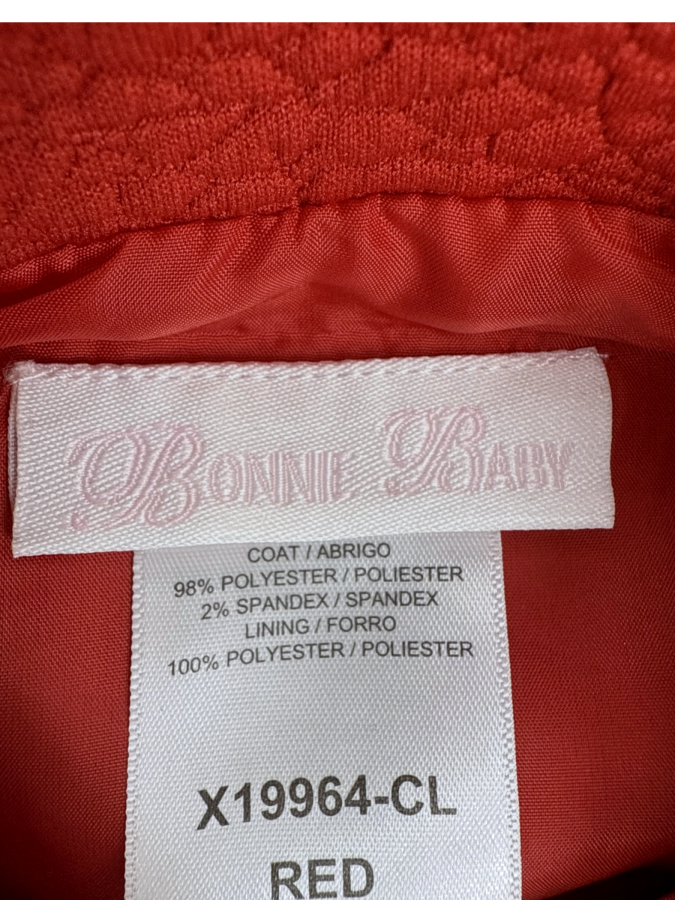 BONNIE BABY
COAT / ABRIGO
98% POLYESTER / POLIESTER
2% SPANDEX / SPANDEX
LINING / FORRO
100% POLYESTER / POLIESTER
X19964-CL
RED